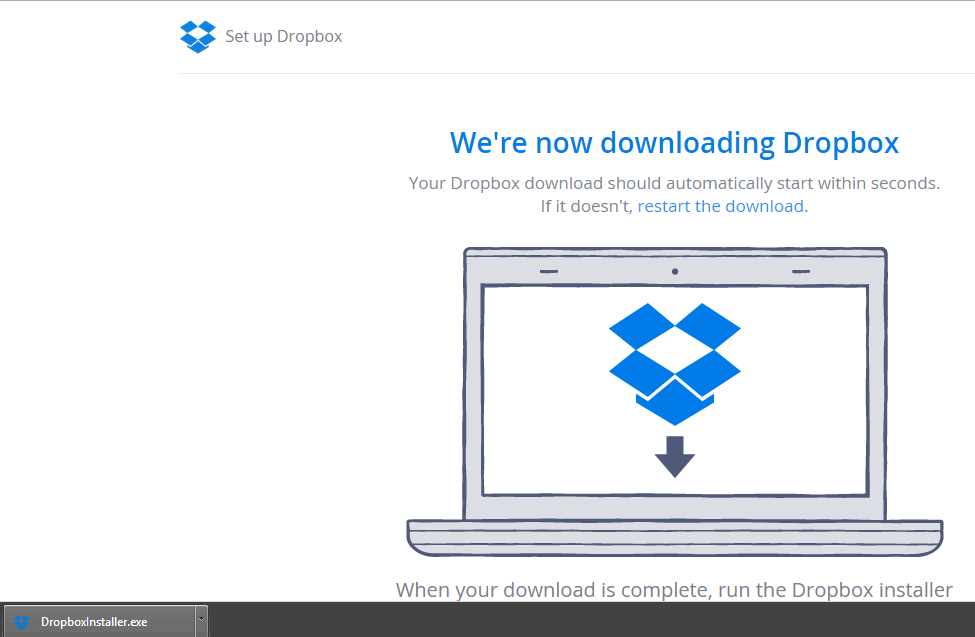 Set up Dropbox
We're now downloading Dropbox
Your Dropbox download should automatically start within seconds.
If it doesn't, restart the download.
When your download is complete, run the Dropbox installer
DropboxInstaller.exe